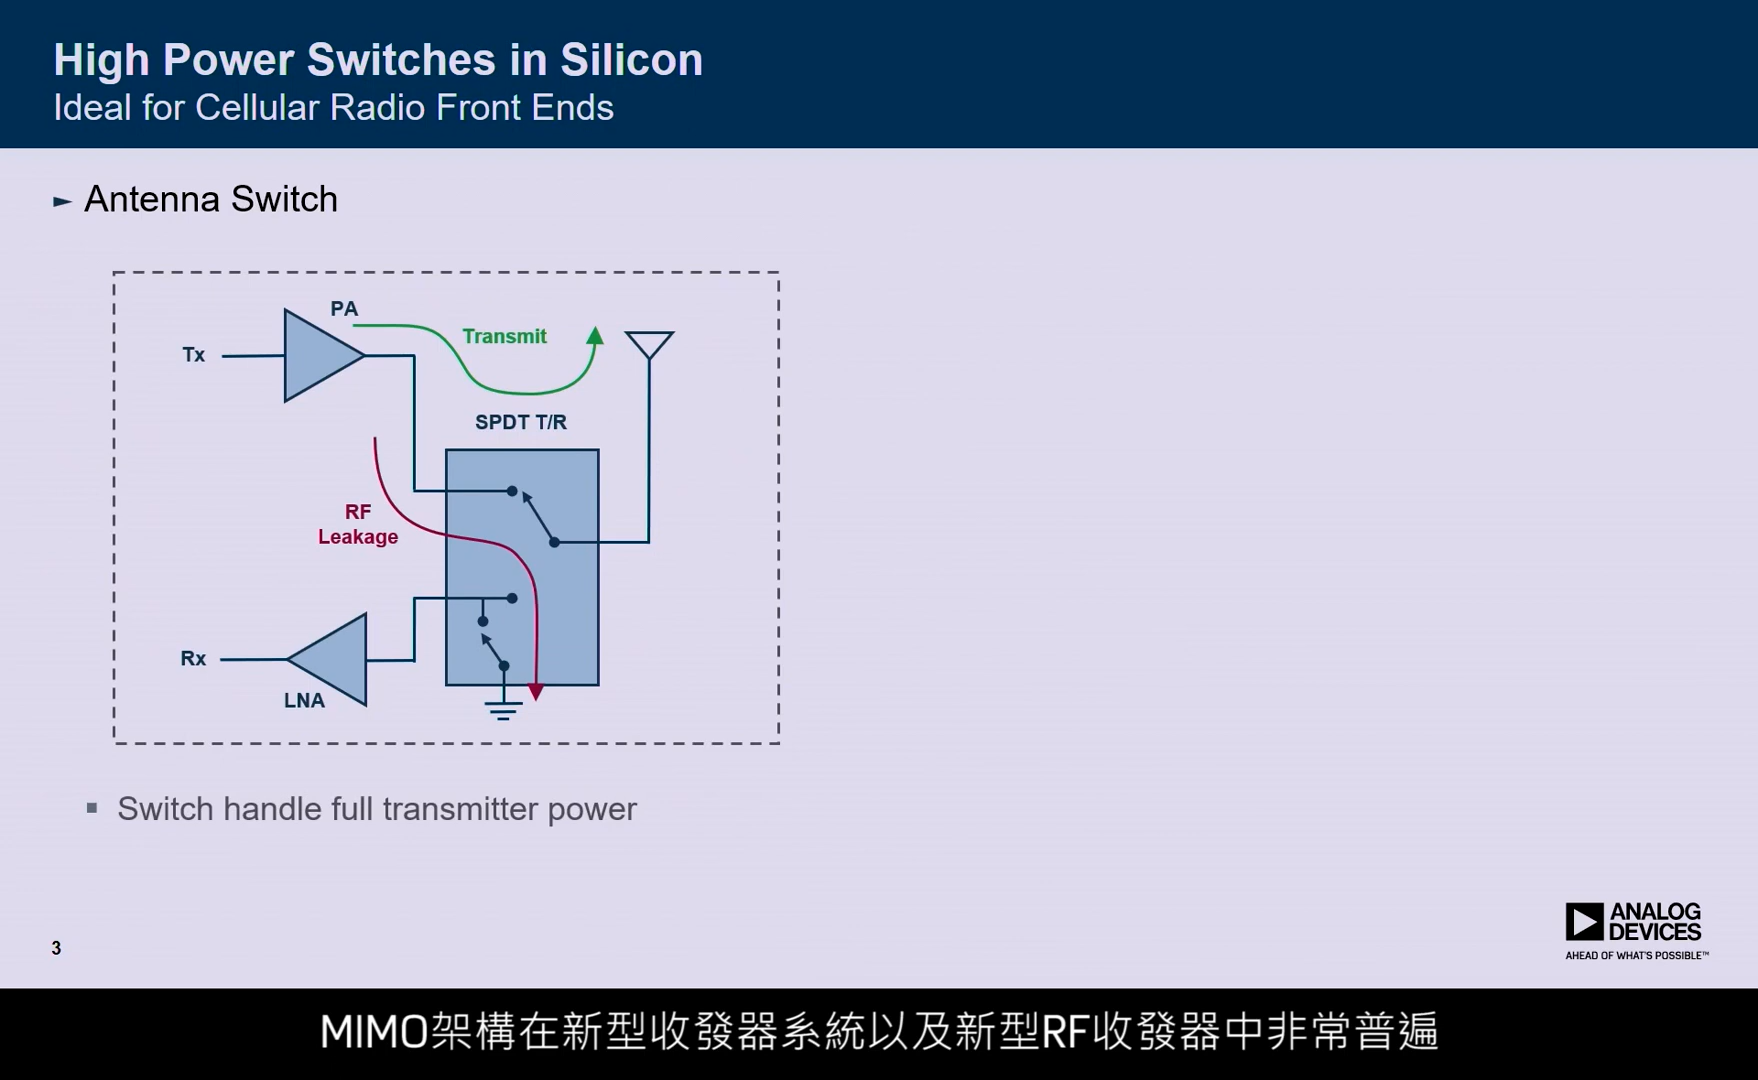 High Power Switches in Silicon
Ideal for Cellular Radio Front Ends
► Antenna Switch
PA
Transmit
Tx
SPDT T/R
RF
Leakage
Rx
LNA
▪ Switch handle full transmitter power
ANALOG
DEVICES
AHEAD OF WHAT'S POSSIBLE™
3
MIMO架構在新型收發器系統以及新型RF收發器中非常普遍